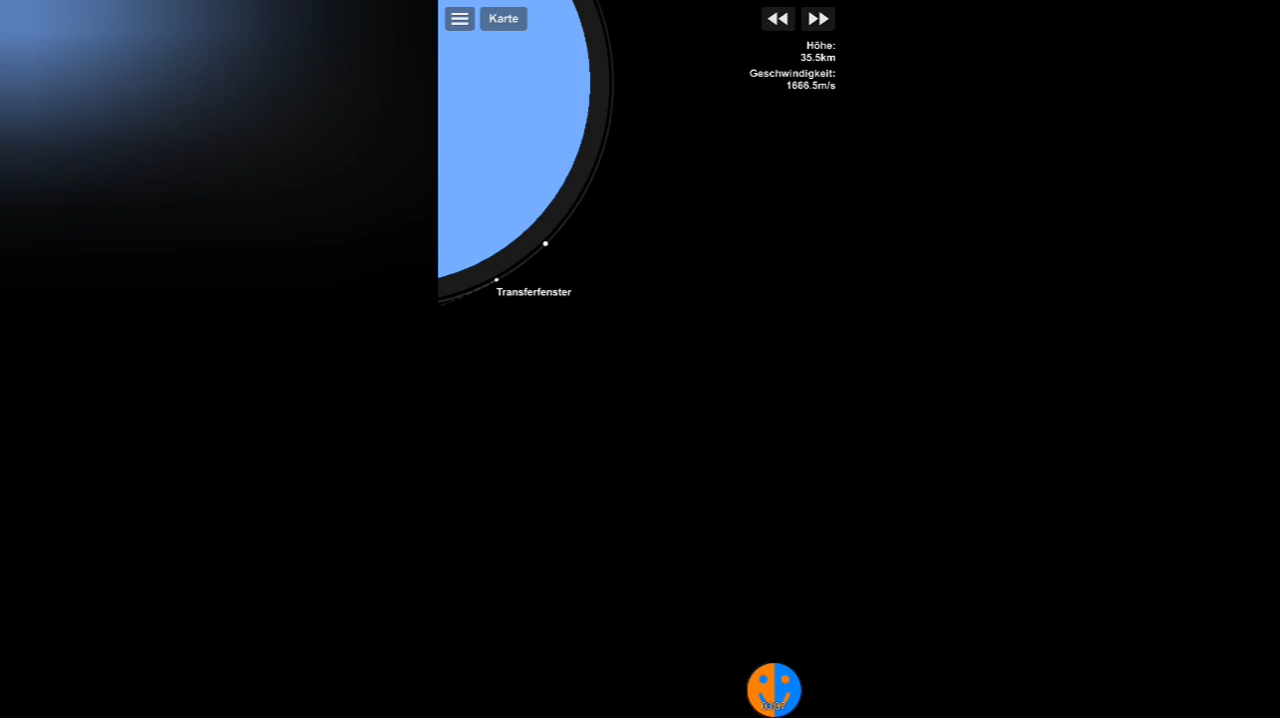 Karte
Höhe:
35.5km
Geschwindigkeit:
1666.5m/s
Transferfenster